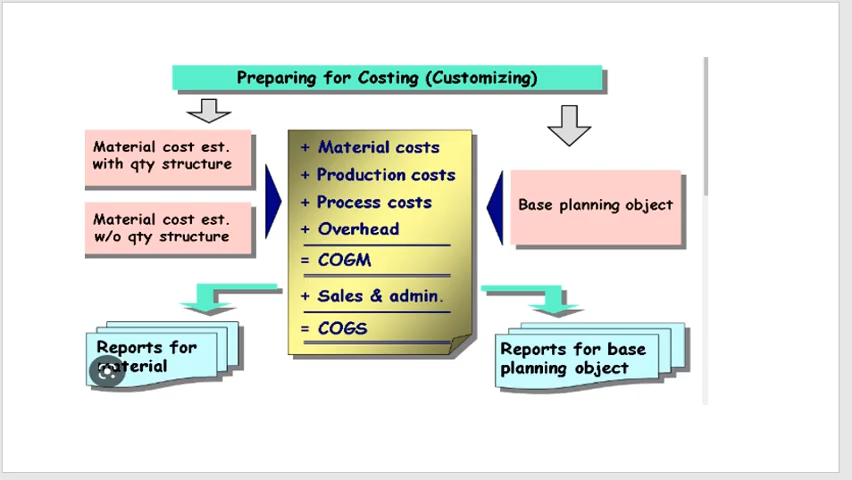 Preparing for Costing (Customizing)
Material cost est.
with qty structure
Material cost est.
w/o qty structure
+ Material costs
+ Production costs
+ Process costs
+ Overhead
= COGM
+ Sales & admin.
= COGS
Base planning object
Reports for
material
Reports for base
planning object